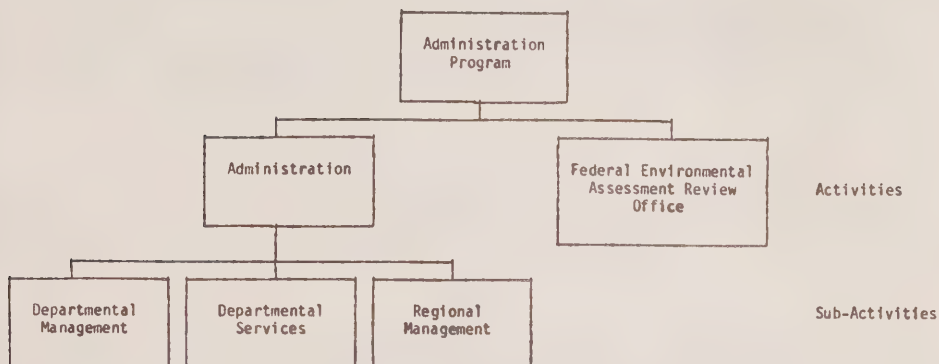 Administration
Program
Administration
Federal Environmental
Assessment Review
Office
Activities
Departmental
Management
Departmental
Services
Regional
Management
Sub-Activities